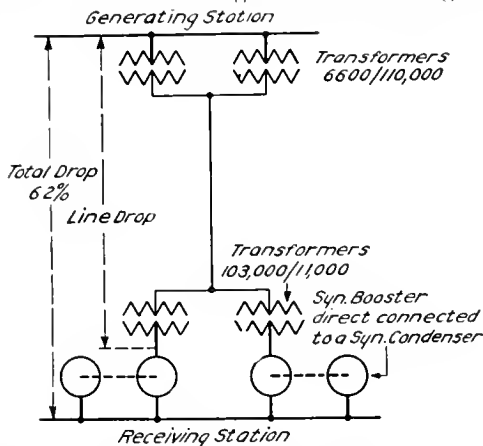 Generating Station
Transformers
6600/110,000
Total Drop
62%
Line Drop
Transformers
103,000/11,000
Syn. Booster
direct connected
to a Syn. Condenser
Receiving Station